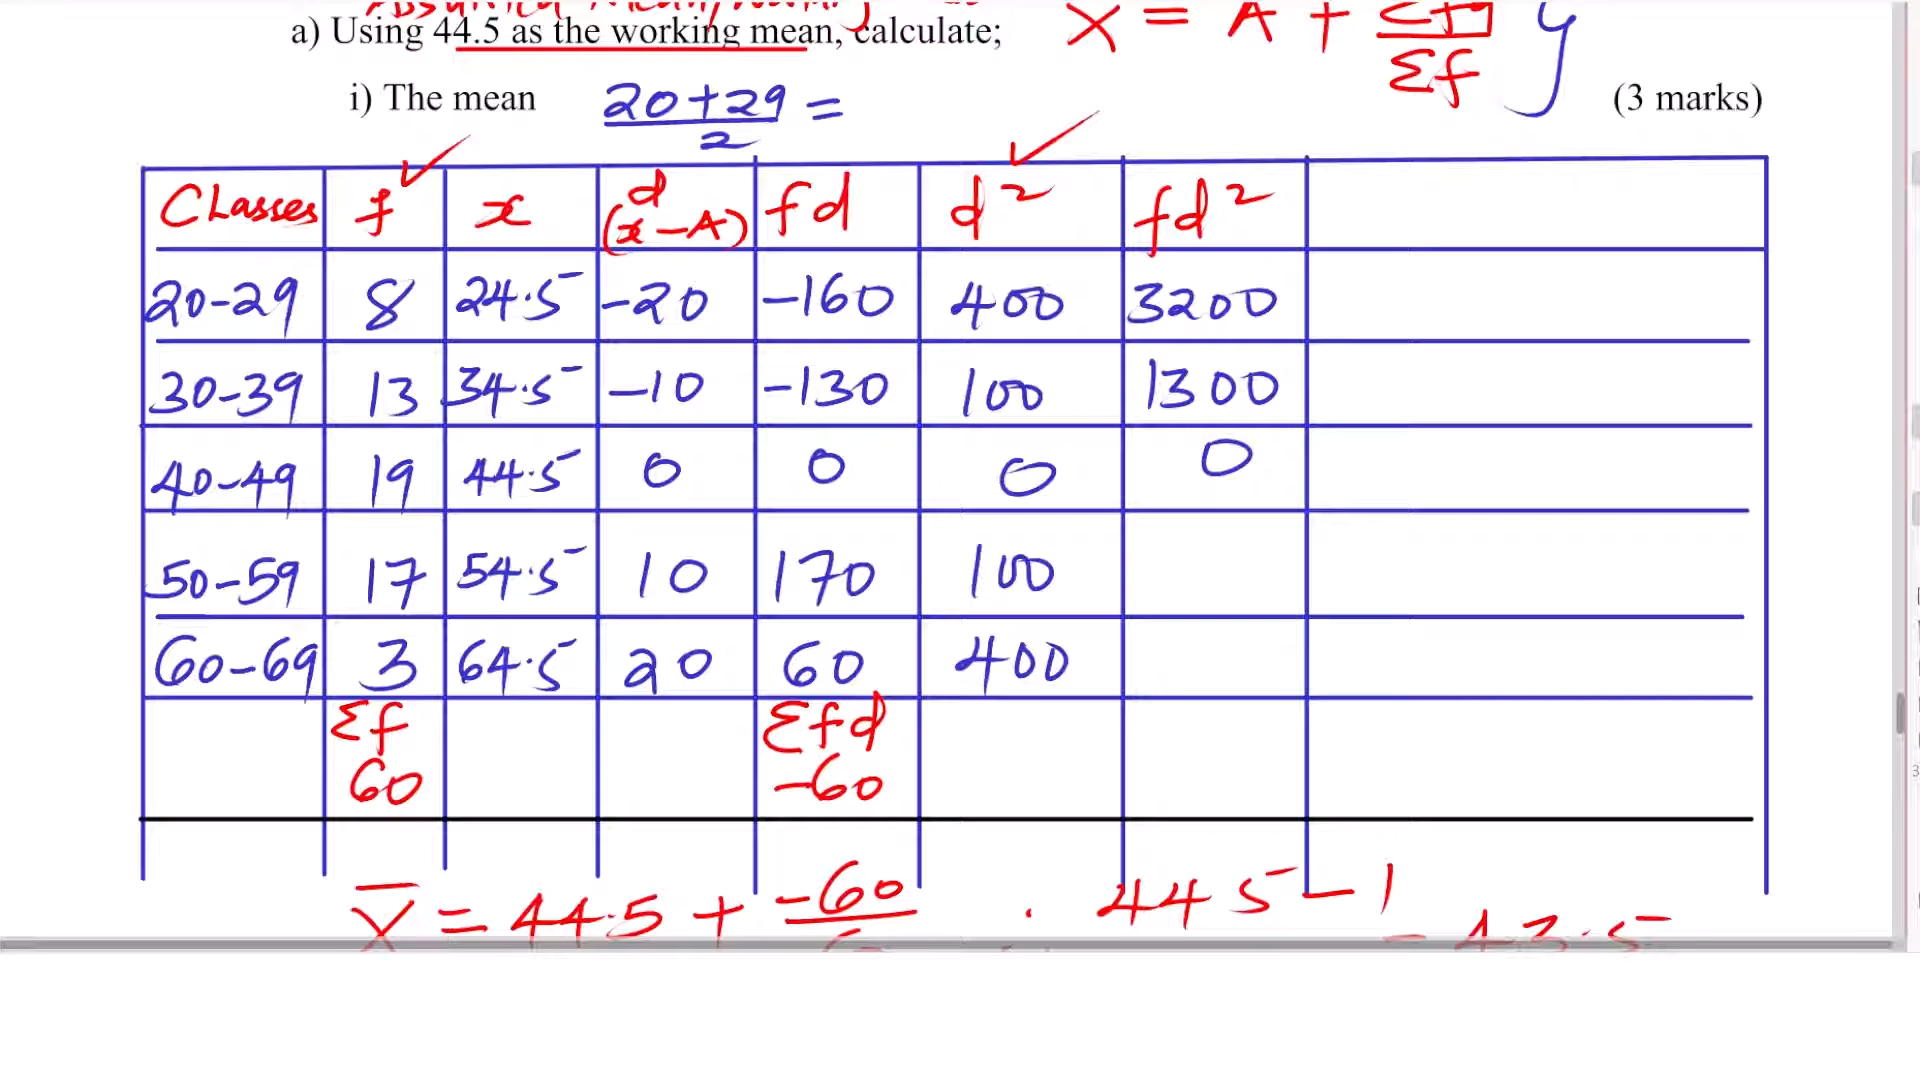 a) Using 44.5 as the working mean, calculate;
X = A +
Σf
i) The mean 20+29 = (3 marks)
2
Classes f x d (x-A) fd d² fd²
20-29 8 24.5 -20 -160 400 3200
30-39 13 34.5 -10 -130 100 1300
40-49 19 44.5 0 0 0 0
50-59 17 54.5 10 170 100
60-69 3 64.5 20 60 400
Σf Σfd
60 -60
= 44.5 + -60 44.5-1